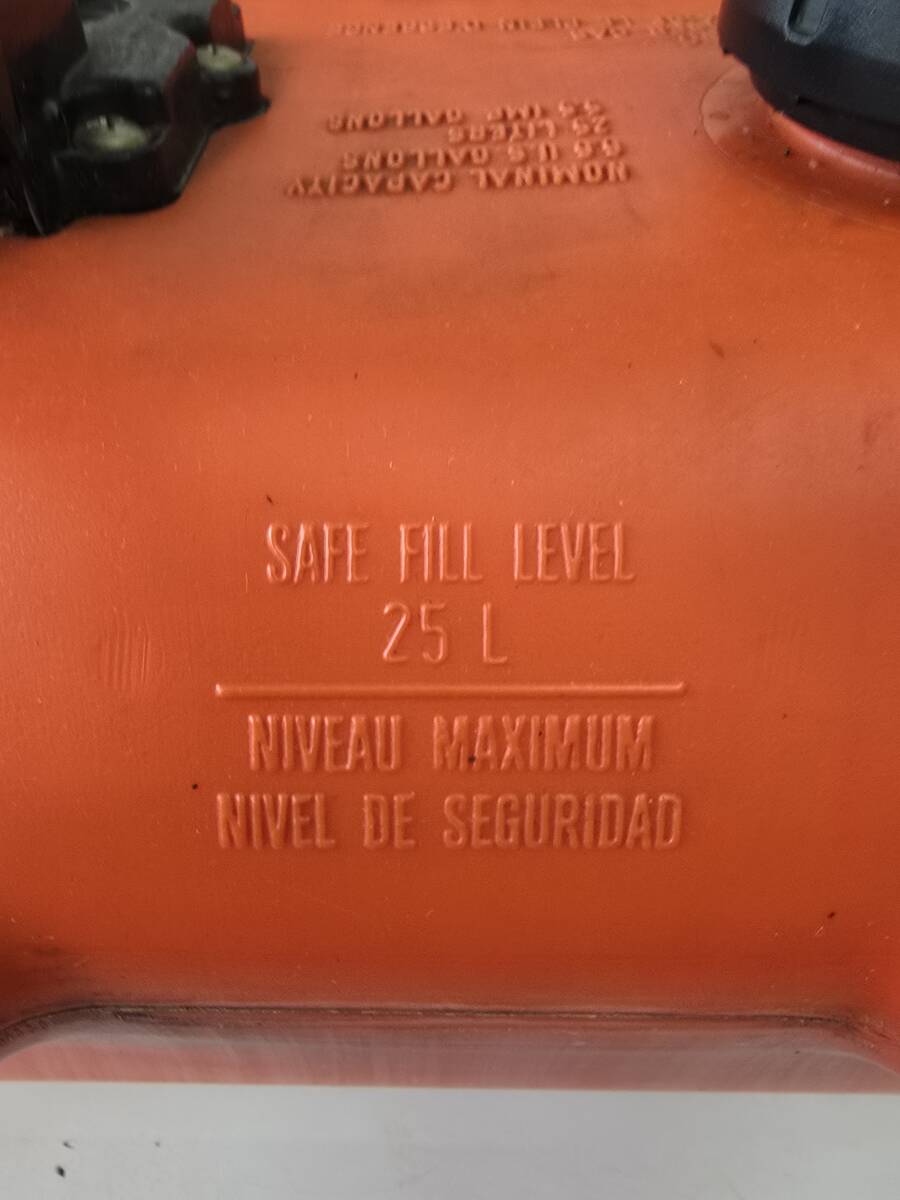 SAFE FILL LEVEL
25 L
NIVEAU MAXIMUM
NIVEL DE SEGURIDAD
NOMINAL CAPACITY
6.6 U.S. GALLONS
25 LITERS
5.5 IMP GALLONS